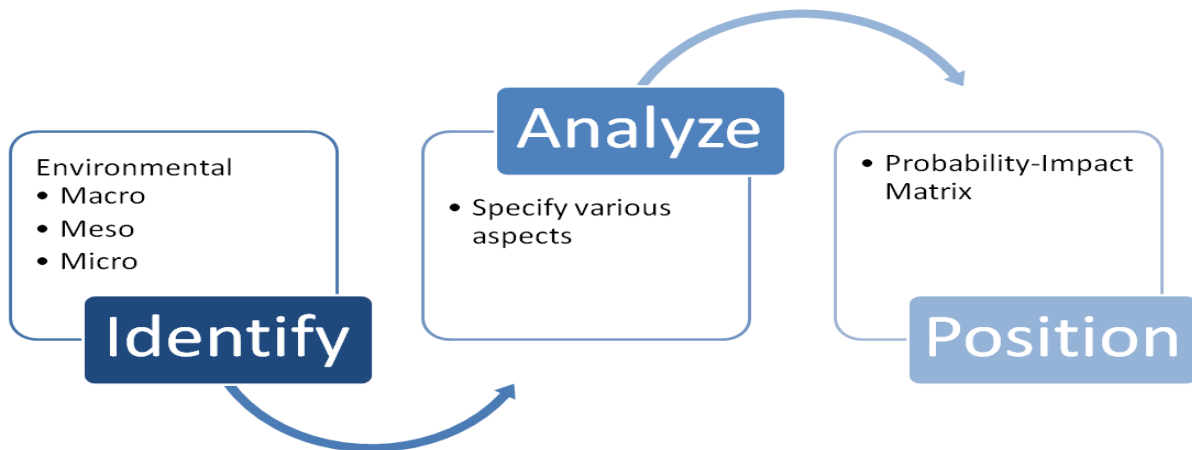 Environmental
• Macro
• Meso
• Micro
Identify
Analyze
• Specify various
aspects
• Probability-Impact
Matrix
Position